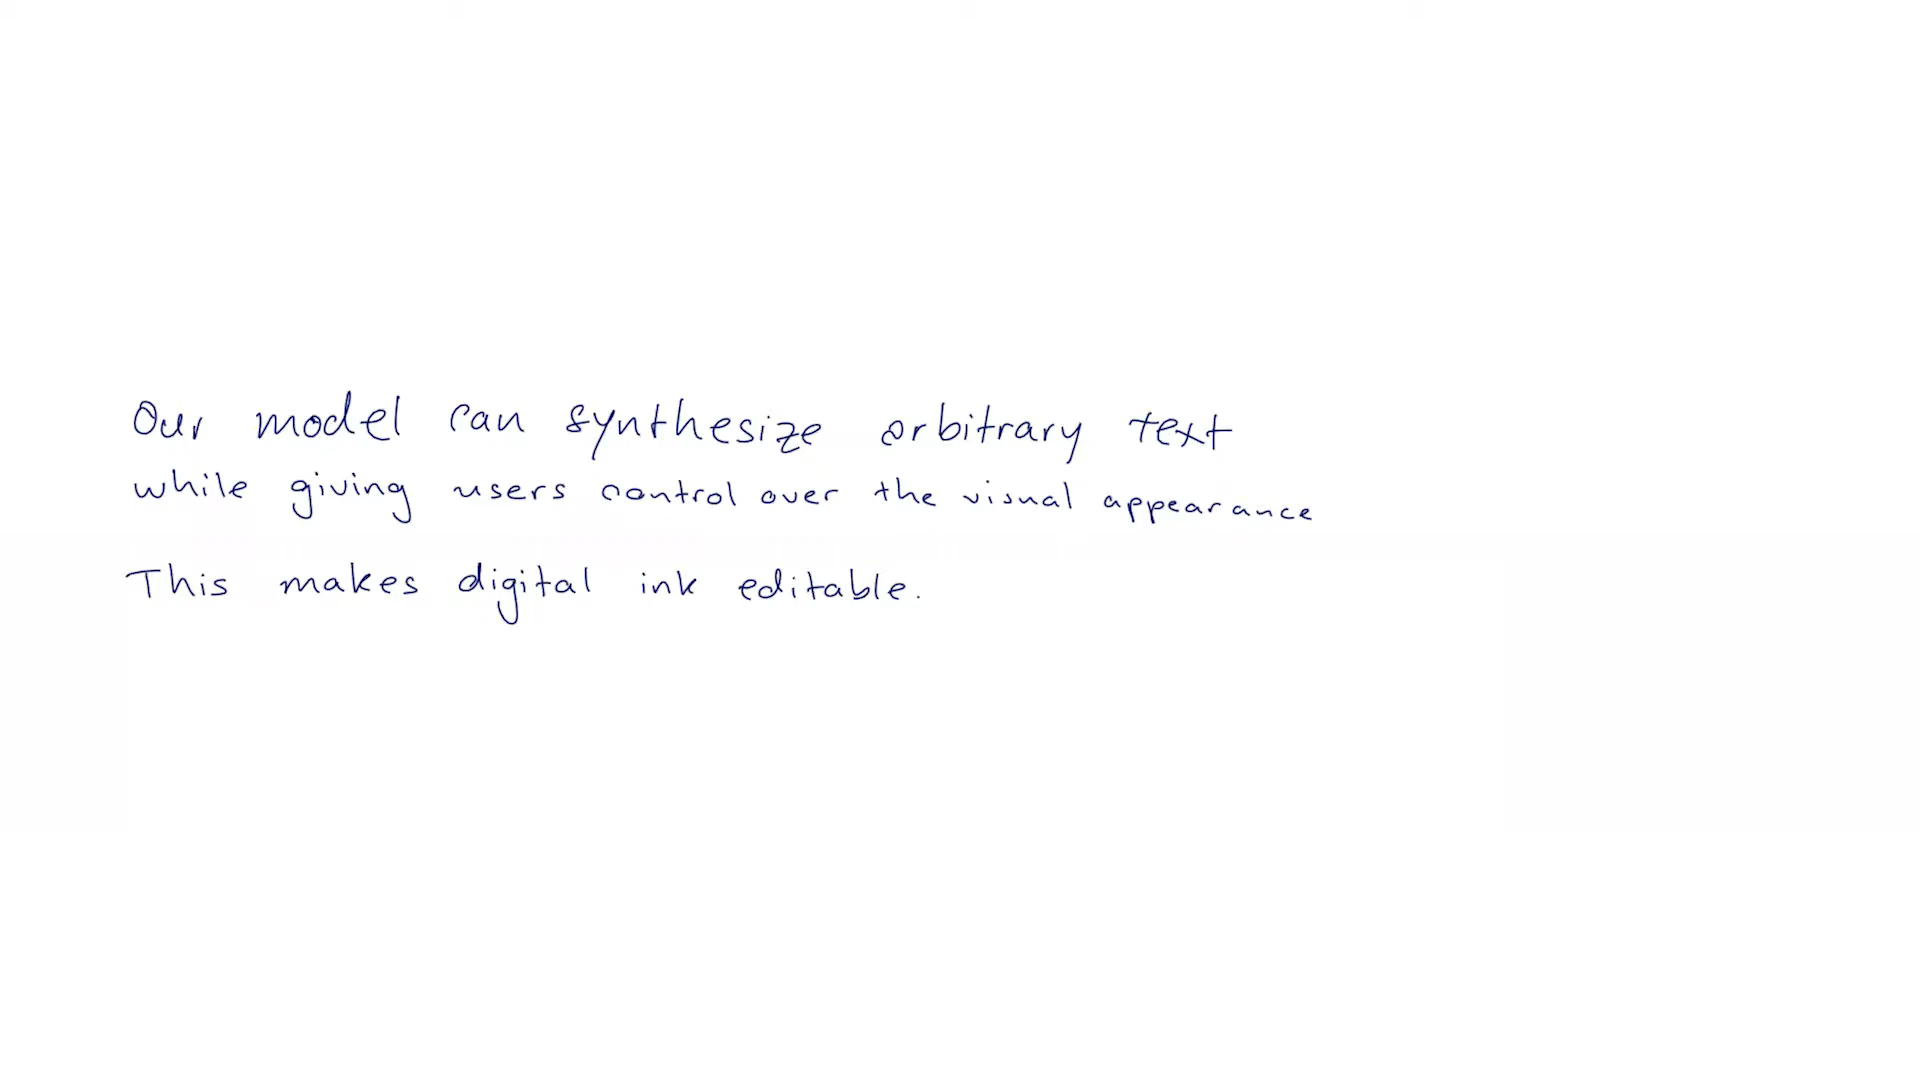 Our model can synthesize arbitrary text
while giving users control over the visual appearance
This makes digital ink editable.